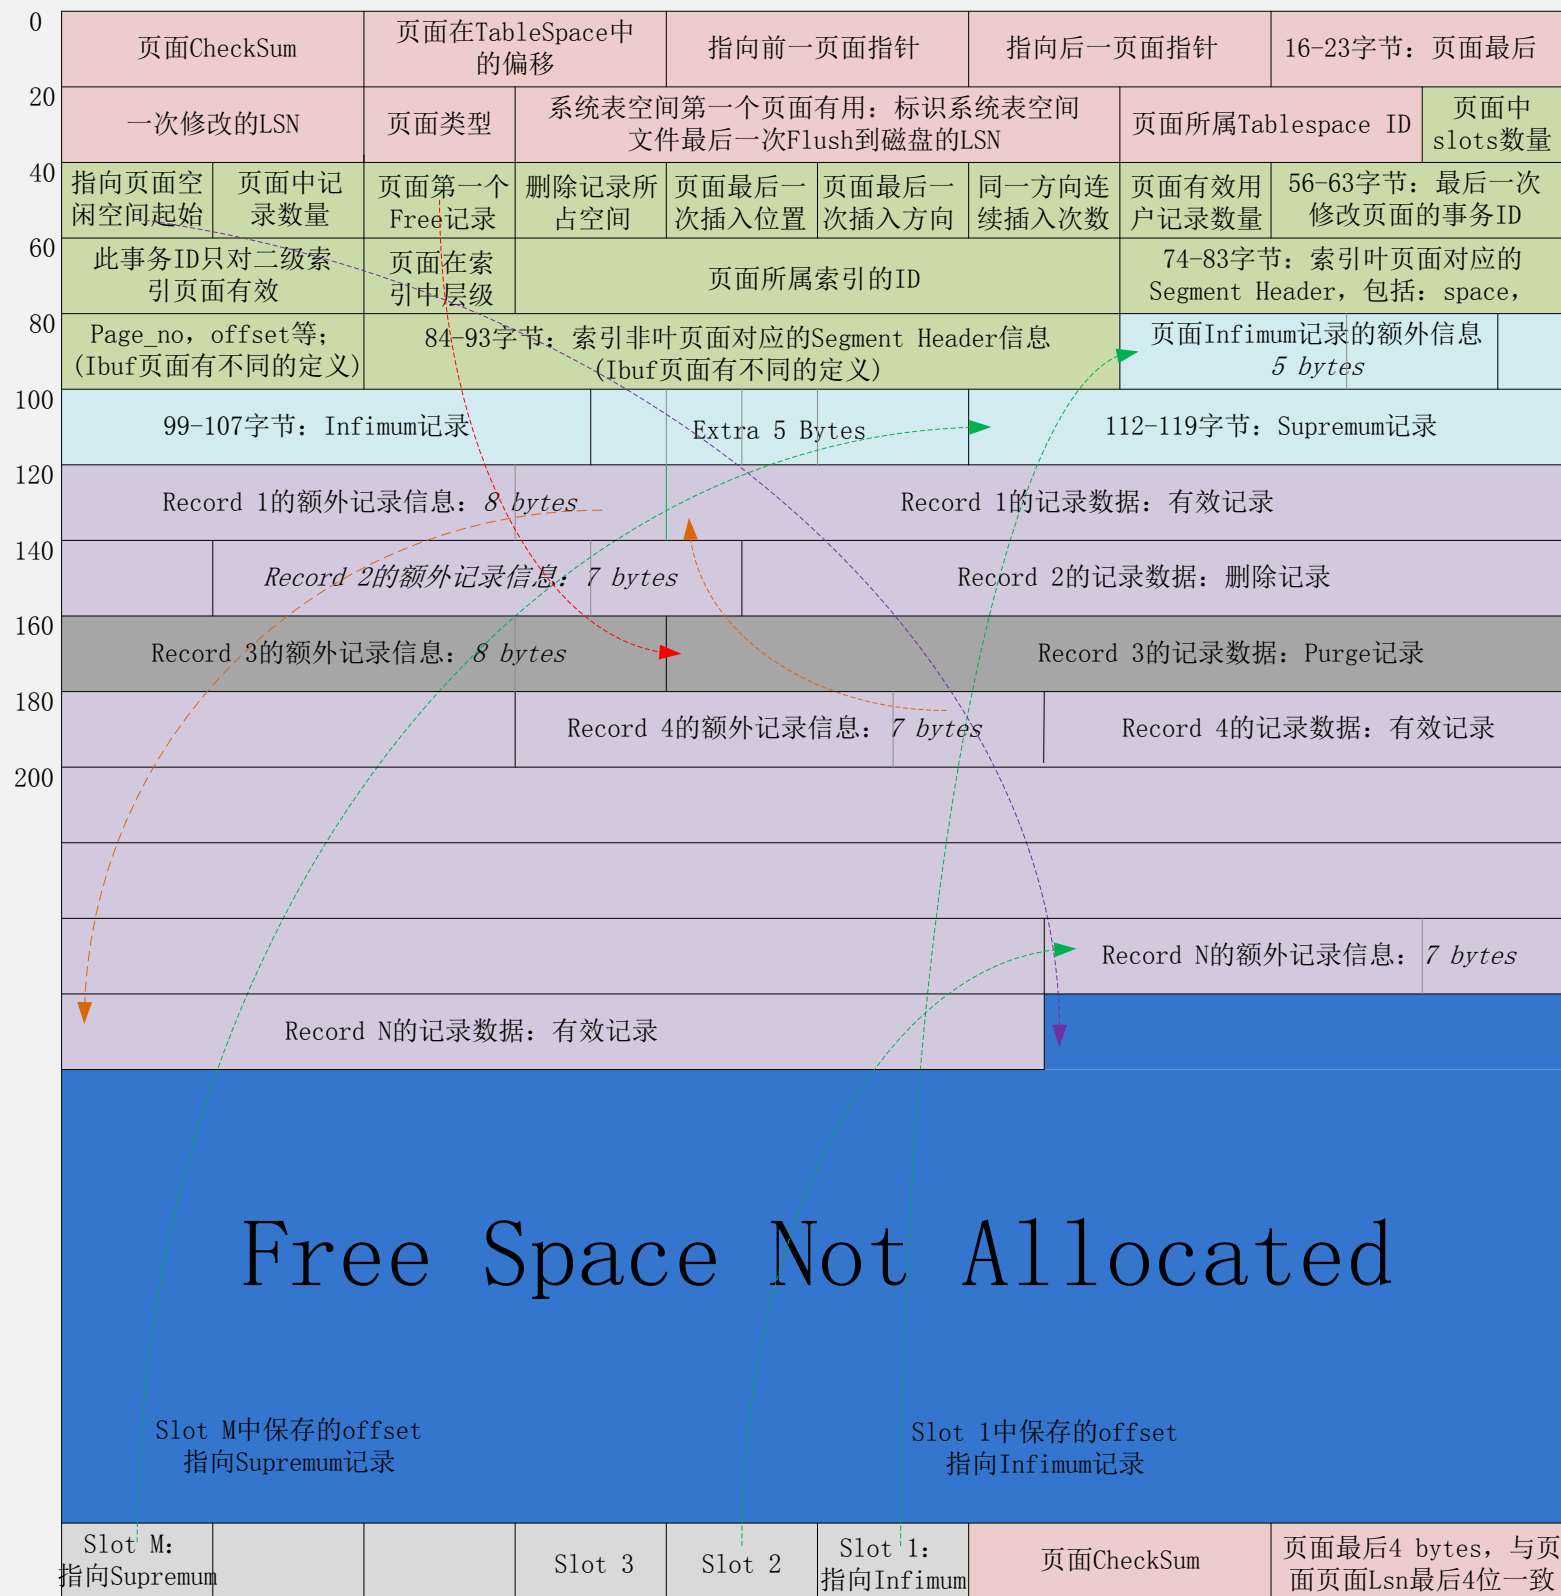 0
页面CheckSum
页面在TableSpace中
的偏移
指向前一页面指针
指向后一页面指针
16-23字节：页面最后
20
一次修改的LSN
页面类型
系统表空间第一个页面有用：标识系统表空间
文件最后一次Flush到磁盘的LSN
页面所属Tablespace ID
页面中
slots数量
40
指向页面空
闲空间起始
页面中记
录数量
页面第一个
Free记录
删除记录所
占空间
页面最后一
次插入位置
页面最后一
次插入方向
同一方向连
续插入次数
页面有效用
户记录数量
56-63字节：最后一次
修改页面的事务ID
60
此事务ID只对二级索
引页面有效
页面在索
引中层级
页面所属索引的ID
74-83字节：索引叶页面对应的
Segment Header，包括：space，
80
Page_no，offset等；
(Ibuf页面有不同的定义)
84-93字节：索引非叶页面对应的Segment Header信息
(Ibuf页面有不同的定义)
页面Infimum记录的额外信息
5 bytes
100
99-107字节：Infimum记录
Extra 5 Bytes
112-119字节：Supremum记录
120
Record 1的额外记录信息：8 bytes
Record 1的记录数据：有效记录
140
Record 2的额外记录信息：7 bytes
Record 2的记录数据：删除记录
160
Record 3的额外记录信息：8 bytes
Record 3的记录数据：Purge记录
180
Record 4的额外记录信息：7 bytes
Record 4的记录数据：有效记录
200
Record N的额外记录信息：7 bytes
Record N的记录数据：有效记录
Free Space Not Allocated
Slot M中保存的offset
指向Supremum记录
Slot 1中保存的offset
指向Infimum记录
Slot M：
指向Supremum
Slot 3
Slot 2
Slot 1：
指向Infimum
页面CheckSum
页面最后4 bytes，与页
面页面Lsn最后4位一致